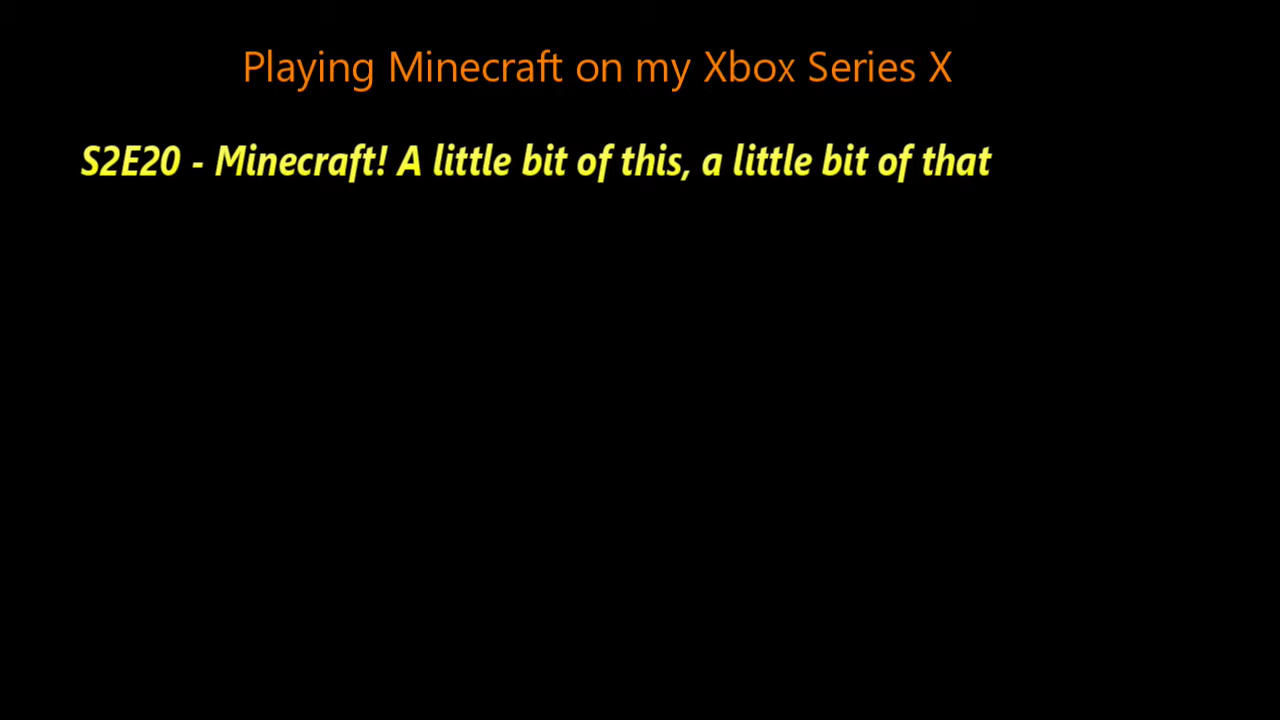 Playing Minecraft on my Xbox Series X
S2E20 - Minecraft! A little bit of this, a little bit of that